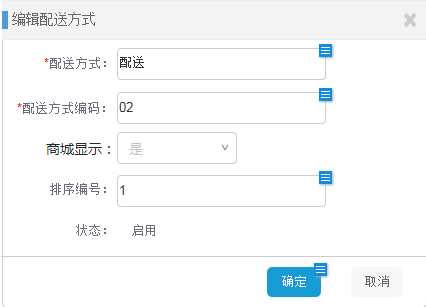 编辑配送方式
*配送方式： 配送
*配送方式编码： 02
商城显示： 是
排序编号： 1
状态： 启用
确定 取消